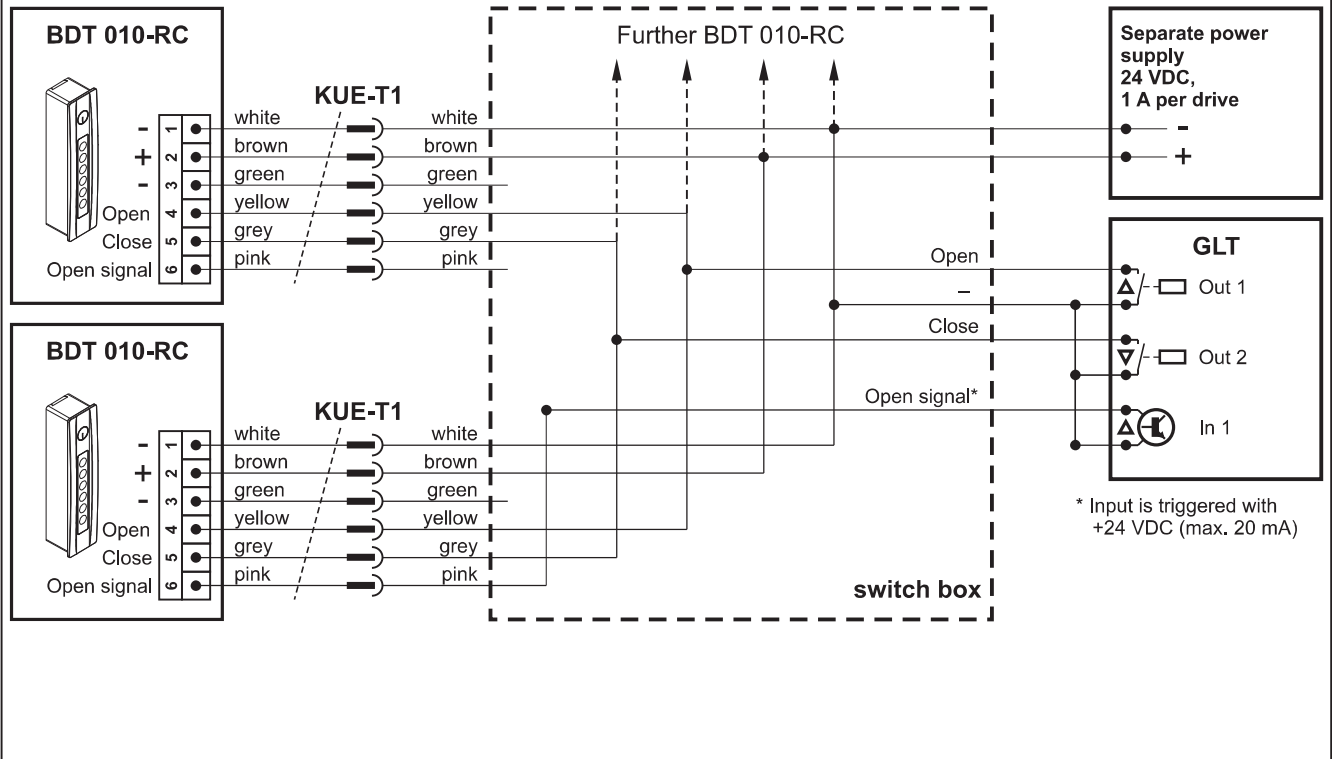 BDT 010-RC
KUE-T1
- 1 white white
+ 2 brown brown
- 3 green green
Open 4 yellow yellow
Close 5 grey grey
Open signal 6 pink pink
BDT 010-RC
KUE-T1
- 1 white white
+ 2 brown brown
- 3 green green
Open 4 yellow yellow
Close 5 grey grey
Open signal 6 pink pink
Further BDT 010-RC
Open
–
Close
Open signal*
switch box
Separate power
supply
24 VDC,
1 A per drive
-
+
GLT
Out 1
Out 2
In 1
* Input is triggered with
+24 VDC (max. 20 mA)